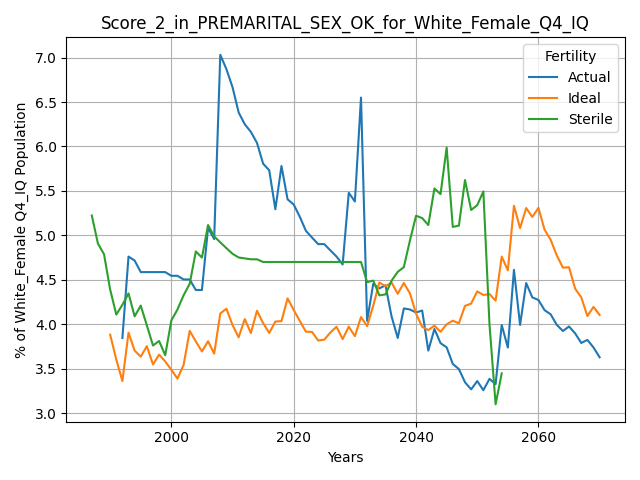 Score_2_in_PREMARITAL_SEX_OK_for_White_Female_Q4_IQ
Fertility
Actual
Ideal
Sterile
% of White_Female Q4_IQ Population
7.0
6.5
6.0
5.5
5.0
4.5
4.0
3.5
3.0
2000
2020
2040
2060
Years